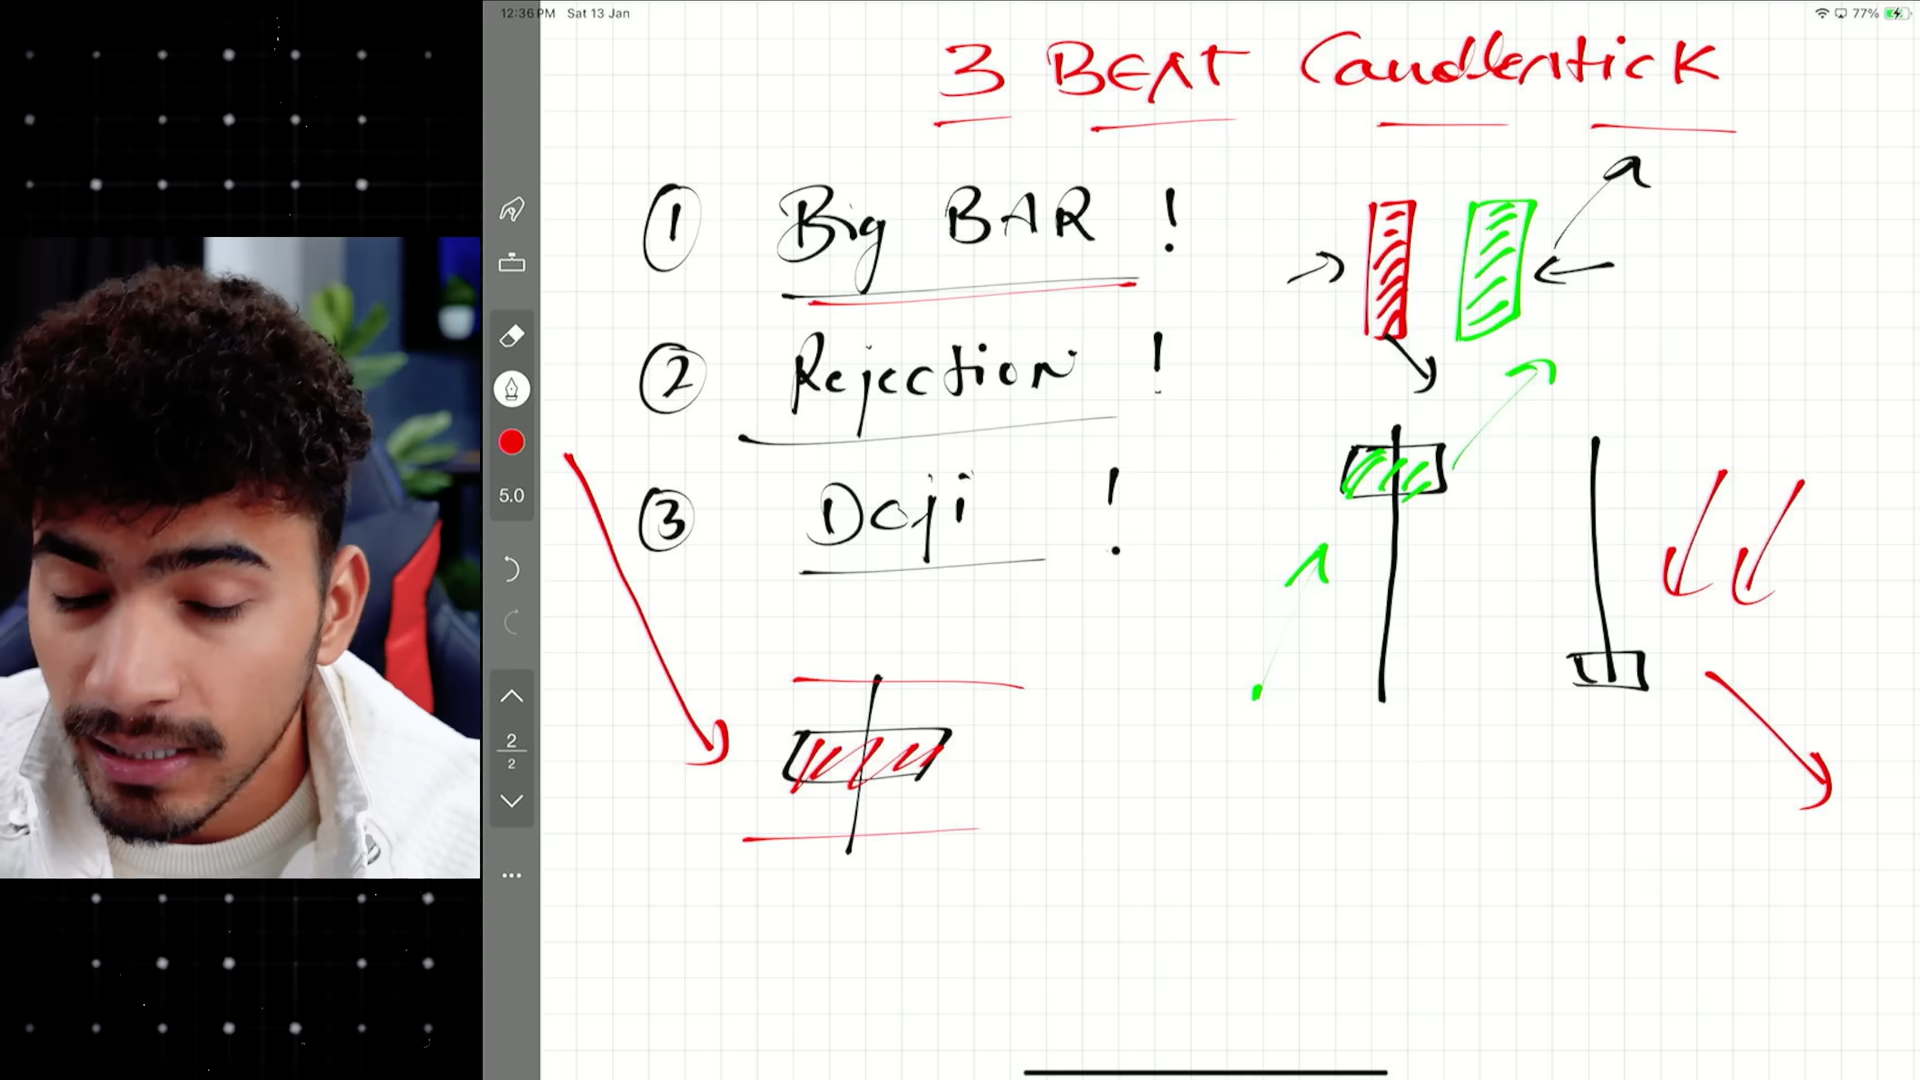 12:36 PM Sat 13 Jan
77%
3 BEAT Candlestick
① Big BAR !
② Rejection !
③ Doji !
5.0
2
2